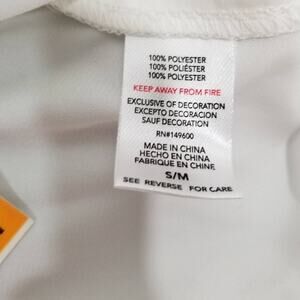 100% POLYESTER
100% POLIÉSTER
100% POLYESTER
KEEP AWAY FROM FIRE
EXCLUSIVE OF DECORATION
EXCEPTO DECORACION
SAUF DECORATION
RN#149600
MADE IN CHINA
HECHO EN CHINA
FABRIQUE EN CHINE
S/M
SEE REVERSE FOR CARE